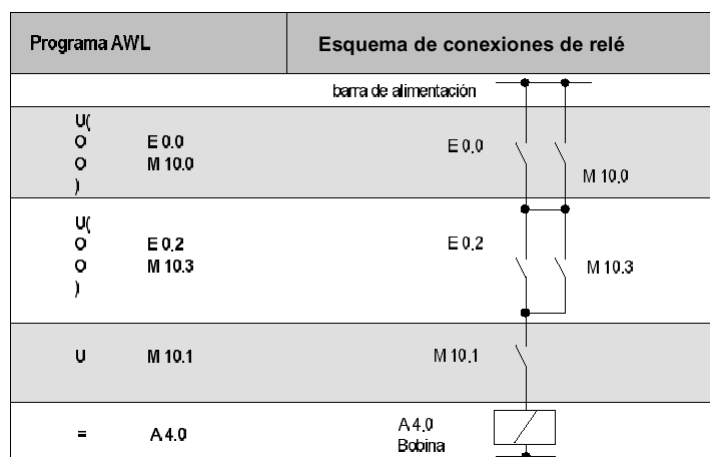 Programa AWL Esquema de conexiones de relé
barra de alimentación
U(
O E 0.0
O M 10.0
)
E 0.0
M 10.0
U(
O E 0.2
O M 10.3
)
E 0.2
M 10.3
U M 10.1
M 10.1
= A 4.0
A 4.0
Bobina